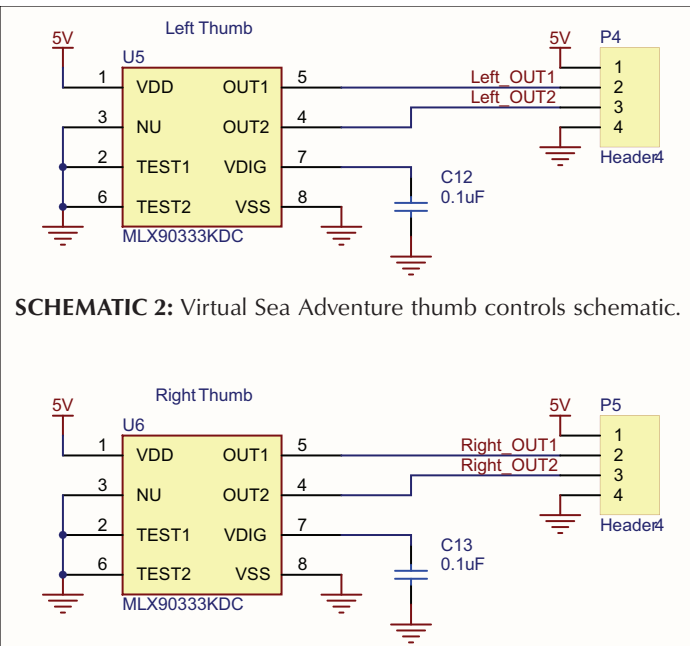 Left Thumb
5V
5V
P4
U5
1 VDD OUT1 5
3 NU OUT2 4
2 TEST1 VDIG 7
6 TEST2 VSS 8
MLX90333KDC
Left_OUT1
Left_OUT2
1
2
3
4
Header4
C12
0.1uF
SCHEMATIC 2: Virtual Sea Adventure thumb controls schematic.
Right Thumb
5V
5V
P5
U6
1 VDD OUT1 5
3 NU OUT2 4
2 TEST1 VDIG 7
6 TEST2 VSS 8
MLX90333KDC
Right_OUT1
Right_OUT2
1
2
3
4
Header4
C13
0.1uF